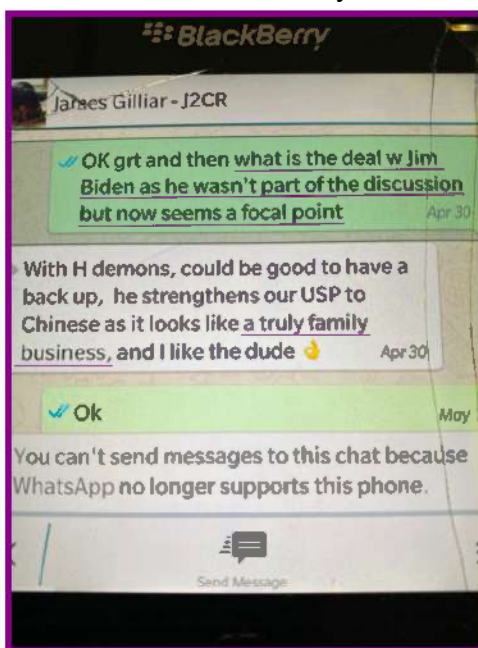 BlackBerry
James Gilliar - J2CR
OK grt and then what is the deal w Jim
Biden as he wasn't part of the discussion
but now seems a focal point
Apr 30
With H demons, could be good to have a
back up, he strengthens our USP to
Chinese as it looks like a truly family
business, and I like the dude 👌
Apr 30
Ok
May
You can't send messages to this chat because
WhatsApp no longer supports this phone.
Send Message